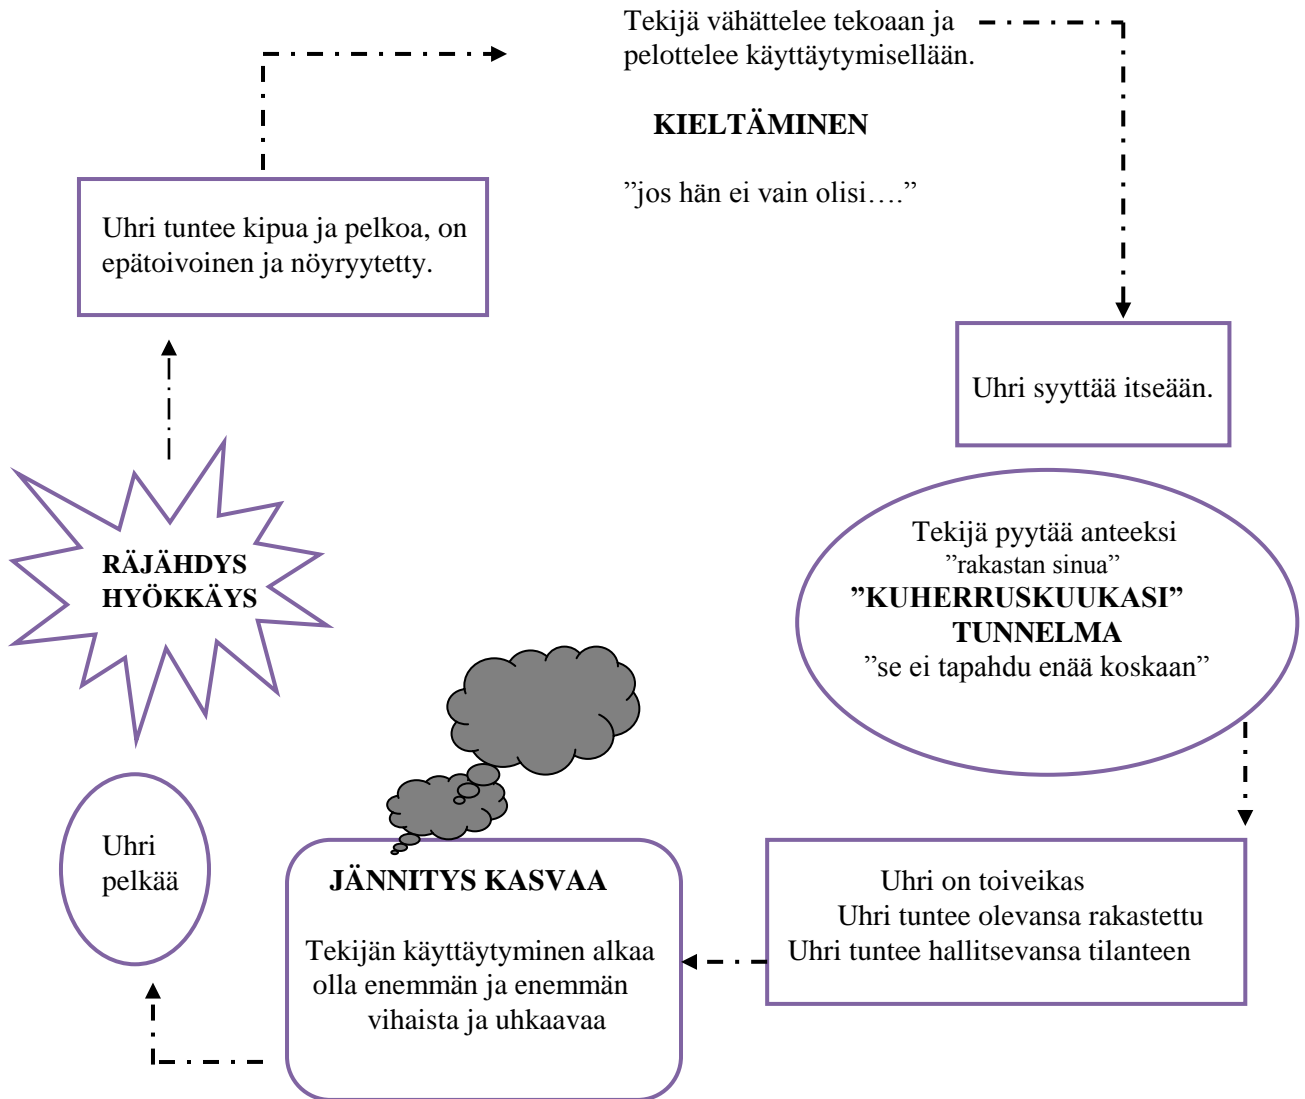 Tekijä vähättelee tekoaan ja
pelottelee käyttäytymisellään.
KIELTÄMINEN
”jos hän ei vain olisi….”
Uhri tuntee kipua ja pelkoa, on
epätoivoinen ja nöyryytetty.
Uhri syyttää itseään.
RÄJÄHDYS
HYÖKKÄYS
Tekijä pyytää anteeksi
”rakastan sinua”
”KUHERRUSKUUKASI”
TUNNELMA
”se ei tapahdu enää koskaan”
Uhri
pelkää
JÄNNITYS KASVAA
Tekijän käyttäytyminen alkaa
olla enemmän ja enemmän
vihaista ja uhkaavaa
Uhri on toiveikas
Uhri tuntee olevansa rakastettu
Uhri tuntee hallitsevansa tilanteen